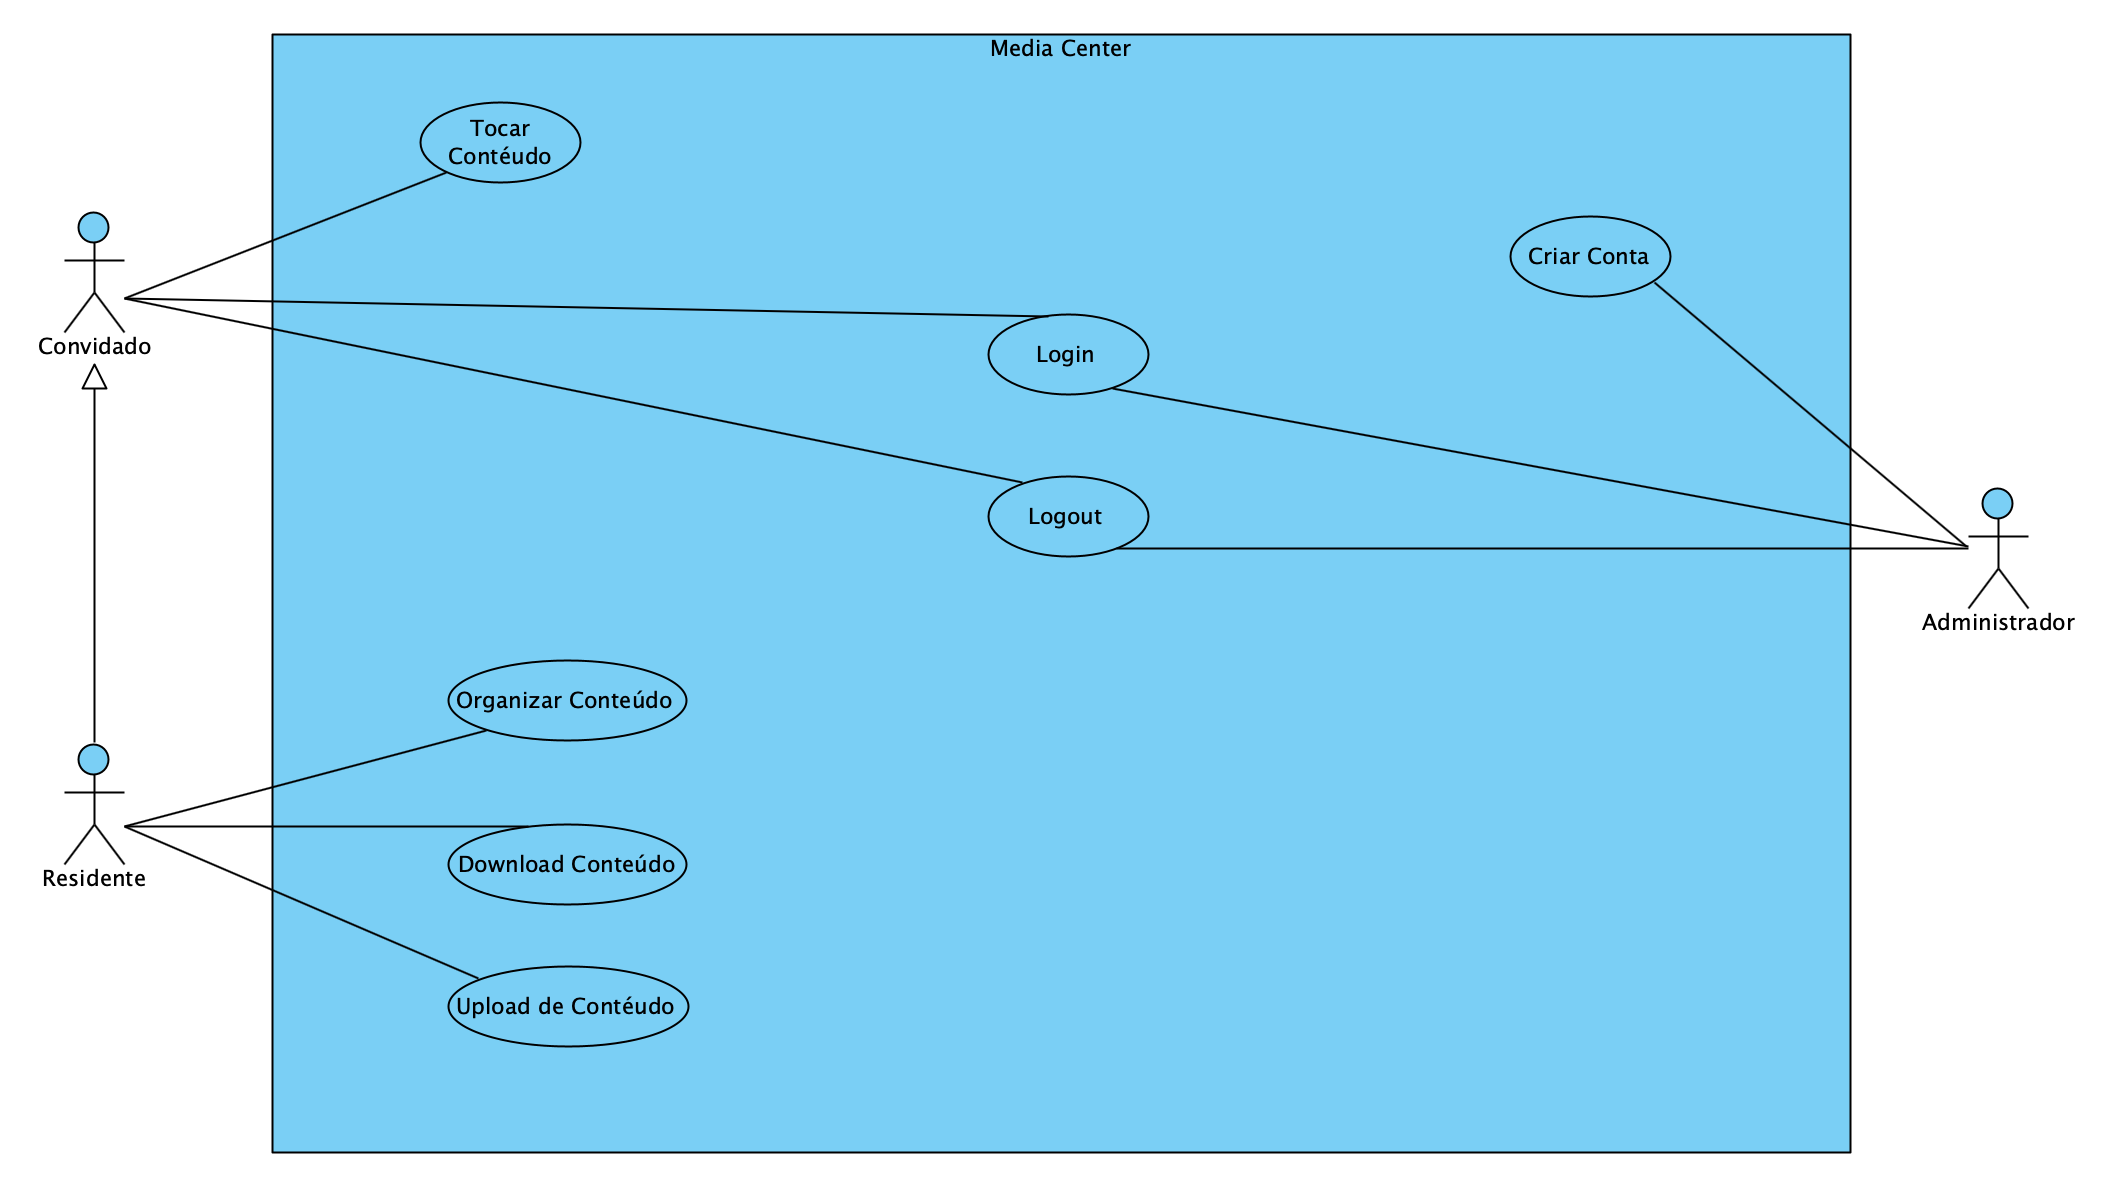 Media Center
Tocar
Contéudo
Criar Conta
Convidado
Login
Logout
Administrador
Organizar Conteúdo
Download Conteúdo
Residente
Upload de Contéudo